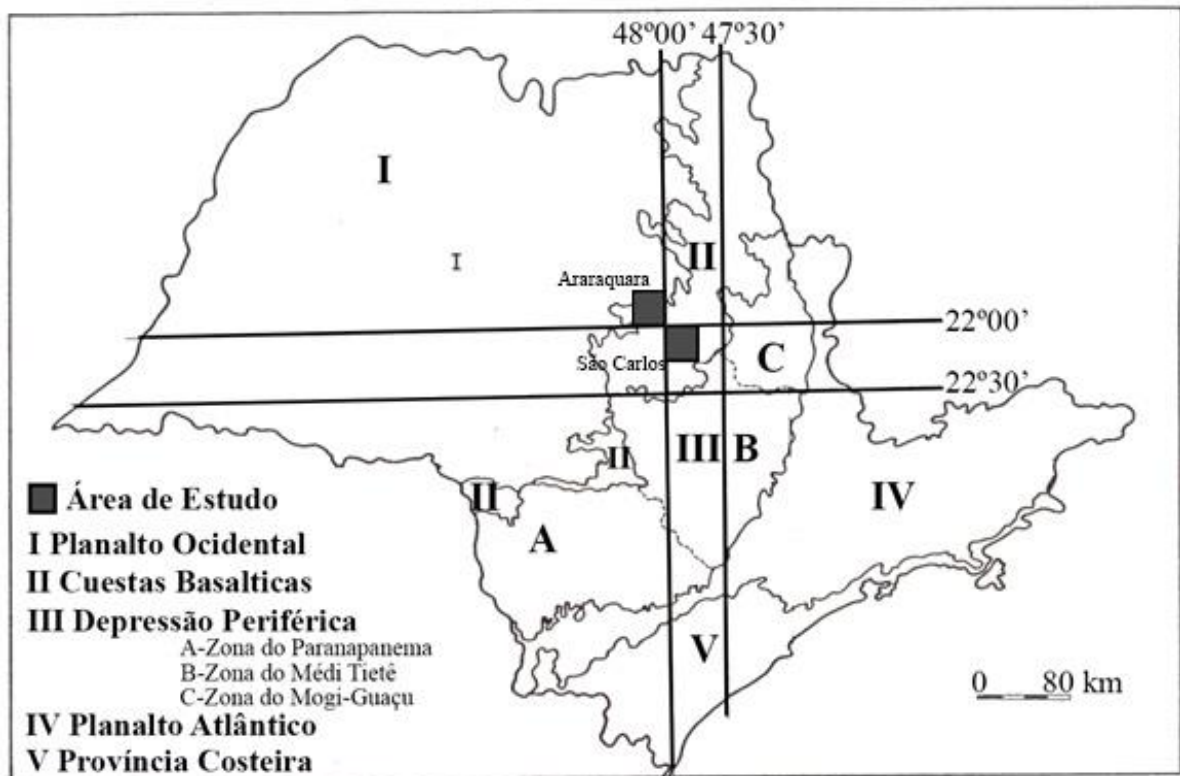 48º00' 47º30'
I
I
II
Araraquara
22º00'
São Carlos
C
22º30'
III B
II
IV
II
A
V
Área de Estudo
I Planalto Ocidental
II Cuestas Basalticas
III Depressão Periférica
A-Zona do Paranapanema
B-Zona do Médi Tietê
C-Zona do Mogi-Guaçu
IV Planalto Atlântico
V Província Costeira
0 80 km